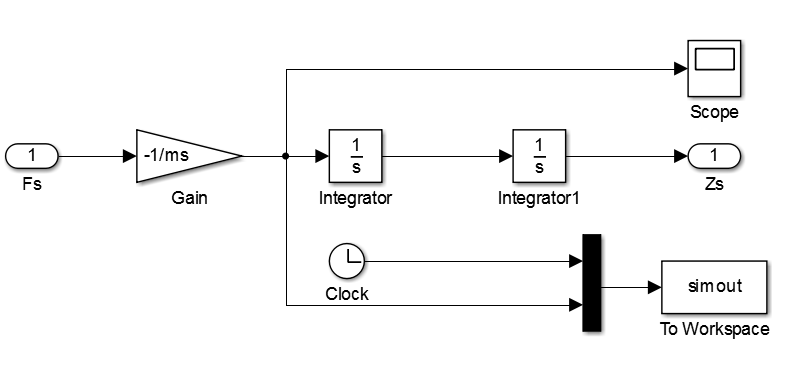 Scope
1
Fs
-1/ms
Gain
1
s
Integrator
1
s
Integrator1
1
Zs
Clock
simout
To Workspace